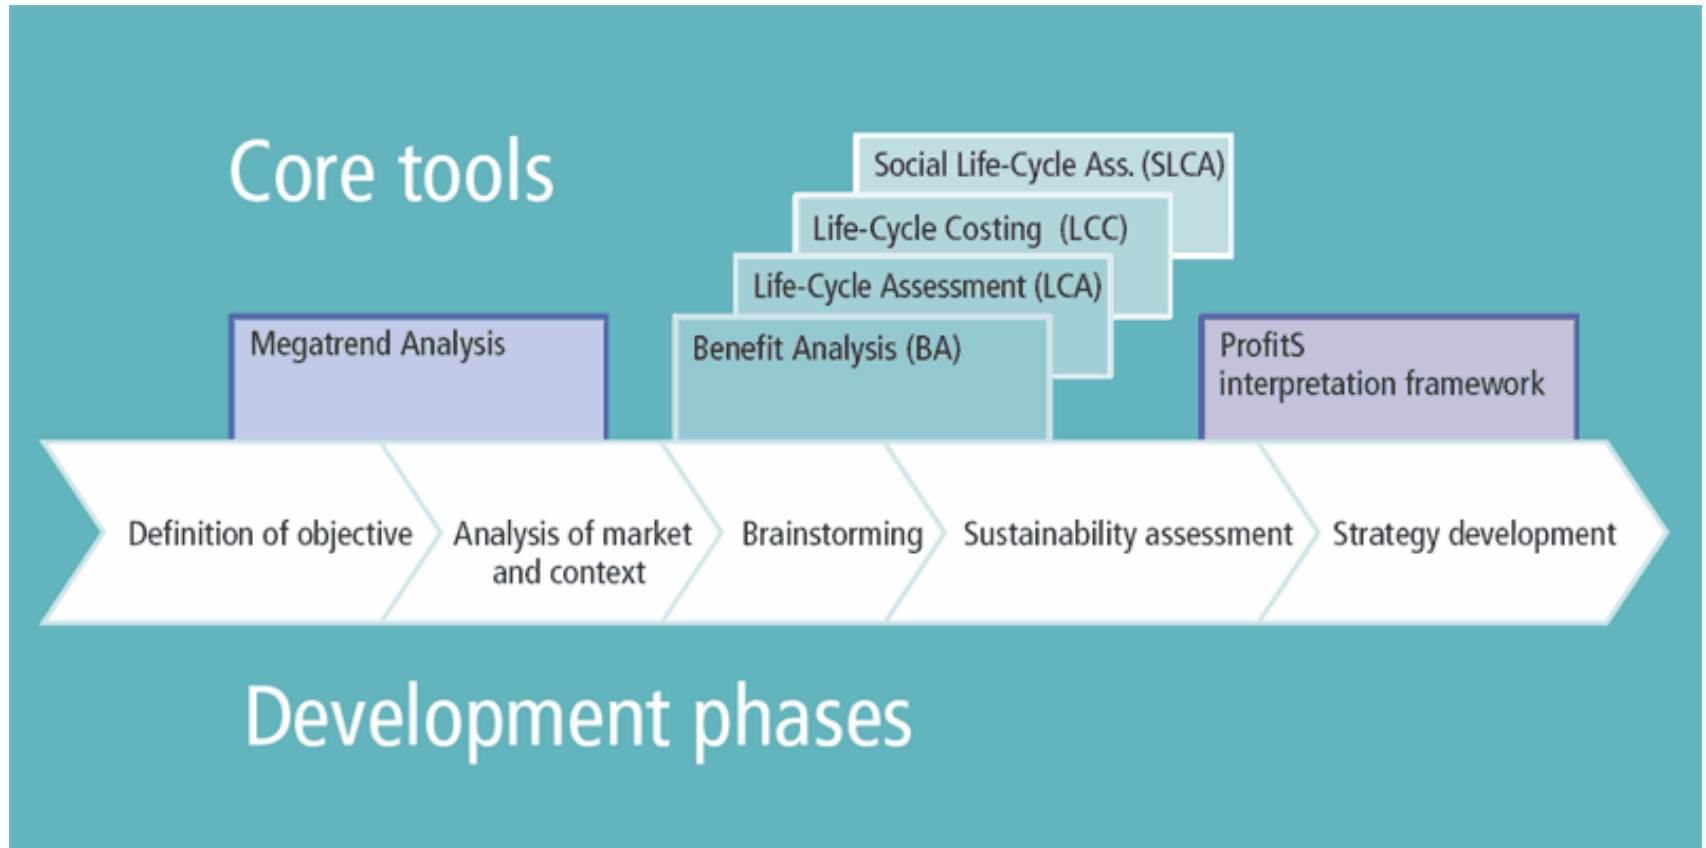 Core tools
Social Life-Cycle Ass. (SLCA)
Life-Cycle Costing (LCC)
Life-Cycle Assessment (LCA)
Benefit Analysis (BA)
Megatrend Analysis
ProfitS
interpretation framework
Definition of objective
Analysis of market
and context
Brainstorming
Sustainability assessment
Strategy development
Development phases